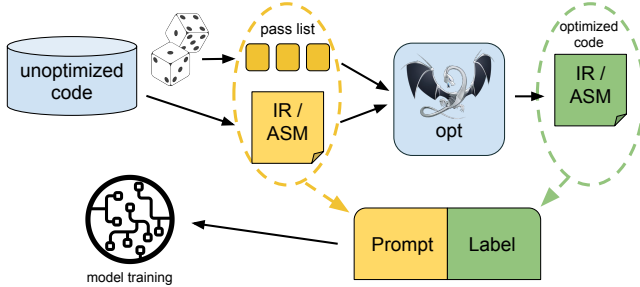 pass list
optimized
code
unoptimized
code
IR /
ASM
IR /
ASM
opt
Prompt
Label
model training